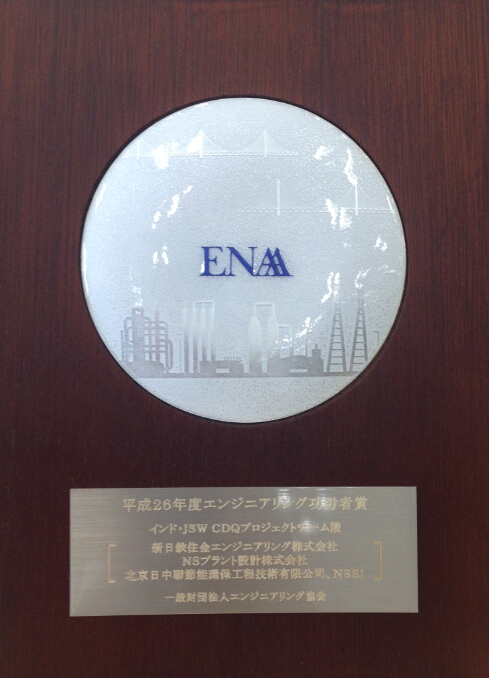 ENAA
平成26年度エンジニアリング功労者賞
インド・JSW CDQプロジェクトチーム殿
新日鉄住金エンジニアリング株式会社
NSプラント設計株式会社
北京日中聯節能環保工程技術有限公司、NSEI
一般財団法人エンジニアリング協会